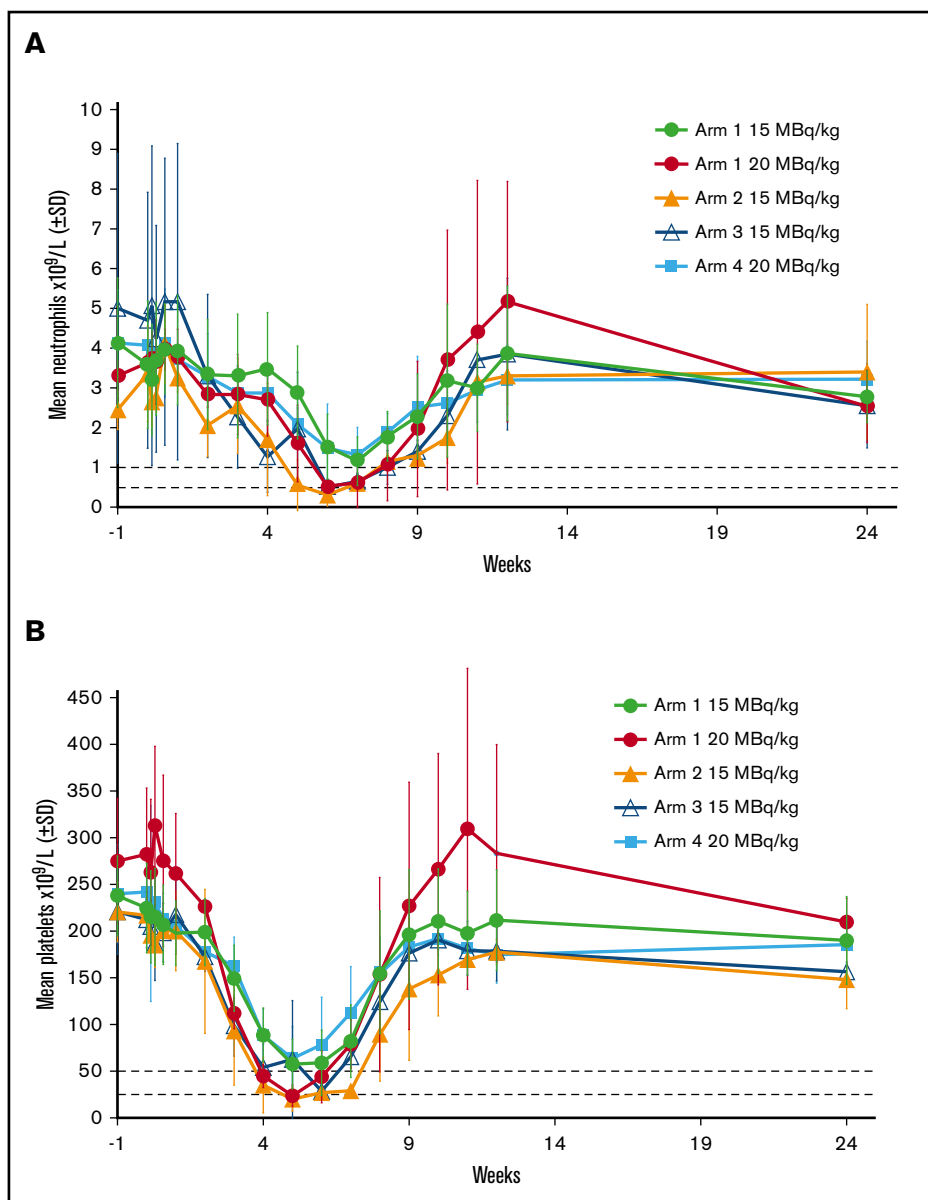 A
Mean neutrophils x10⁹/L (±SD)
10
9
8
7
6
5
4
3
2
1
0
-1
4
9
14
19
24
Weeks
Arm 1 15 MBq/kg
Arm 1 20 MBq/kg
Arm 2 15 MBq/kg
Arm 3 15 MBq/kg
Arm 4 20 MBq/kg
B
Mean platelets x10⁹/L (±SD)
450
400
350
300
250
200
150
100
50
0
-1
4
9
14
19
24
Weeks
Arm 1 15 MBq/kg
Arm 1 20 MBq/kg
Arm 2 15 MBq/kg
Arm 3 15 MBq/kg
Arm 4 20 MBq/kg